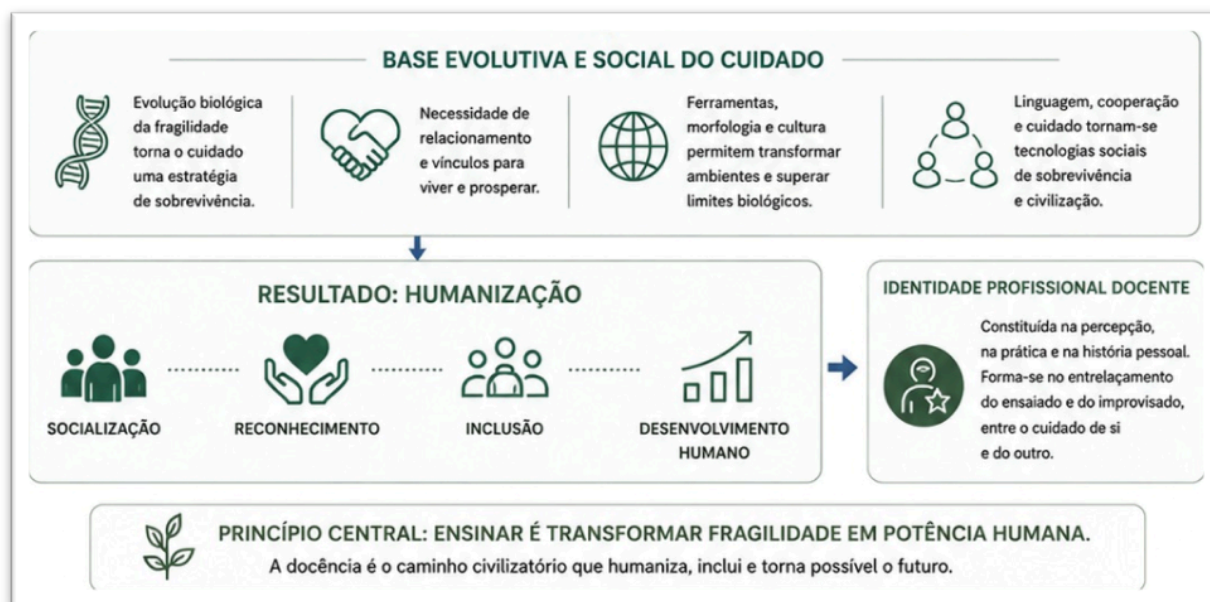 BASE EVOLUTIVA E SOCIAL DO CUIDADO
Evolução biológica
da fragilidade
torna o cuidado
uma estratégia
de sobrevivência.
Necessidade de
relacionamento
e vínculos para
viver e prosperar.
Ferramentas,
morfologia e cultura
permitem transformar
ambientes e superar
limites biológicos.
Linguagem, cooperação
e cuidado tornam-se
tecnologias sociais
de sobrevivência
e civilização.
RESULTADO: HUMANIZAÇÃO
SOCIALIZAÇÃO
RECONHECIMENTO
INCLUSÃO
DESENVOLVIMENTO
HUMANO
IDENTIDADE PROFISSIONAL DOCENTE
Constituída na percepção,
na prática e na história pessoal.
Forma-se no entrelaçamento
do ensaiado e do improvisado,
entre o cuidado de si
e do outro.
PRINCÍPIO CENTRAL: ENSINAR É TRANSFORMAR FRAGILIDADE EM POTÊNCIA HUMANA.
A docência é o caminho civilizatório que humaniza, inclui e torna possível o futuro.